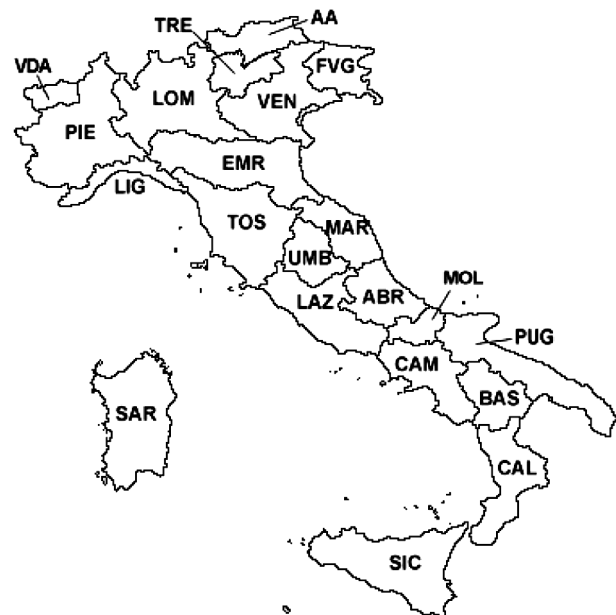 AA
TRE
VDA
FVG
LOM
VEN
PIE
EMR
LIG
TOS
MAR
UMB
MOL
LAZ
ABR
PUG
CAM
BAS
SAR
CAL
SIC